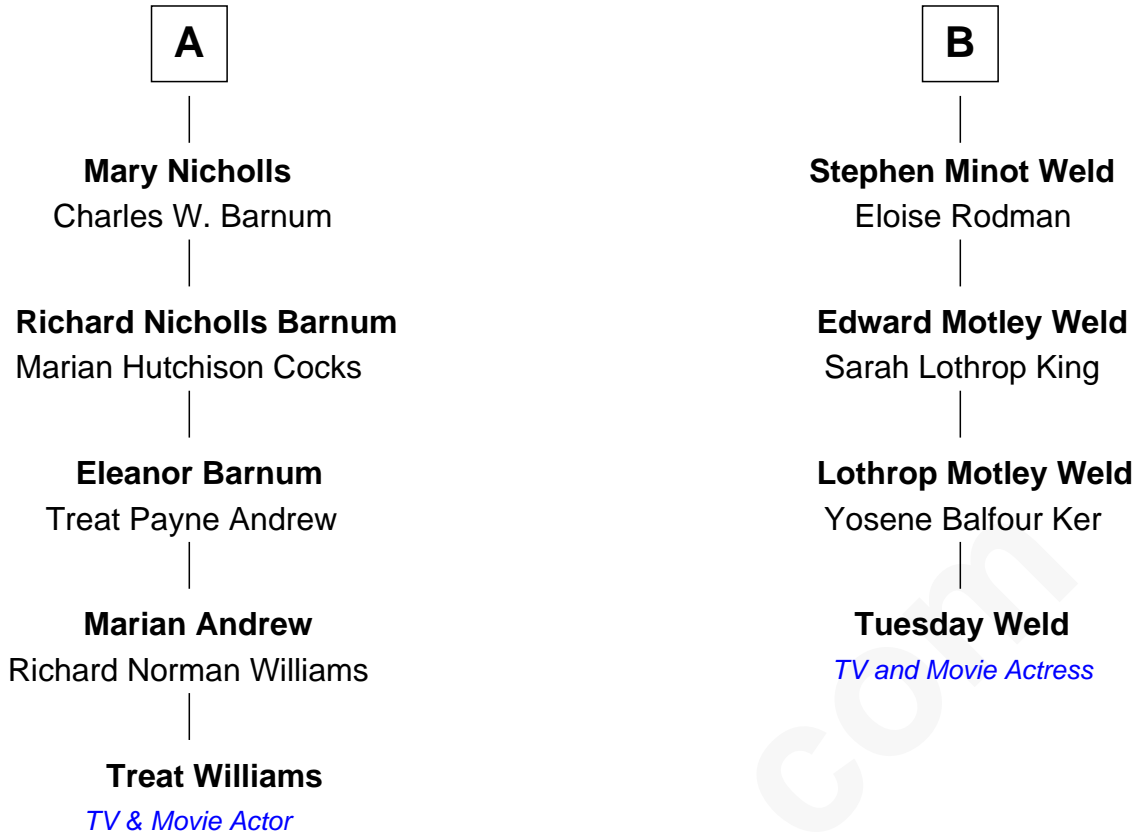 A
Mary Nicholls
Charles W. Barnum
Richard Nicholls Barnum
Marian Hutchison Cocks
Eleanor Barnum
Treat Payne Andrew
Marian Andrew
Richard Norman Williams
Treat Williams
TV & Movie Actor
B
Stephen Minot Weld
Eloise Rodman
Edward Motley Weld
Sarah Lothrop King
Lothrop Motley Weld
Yosene Balfour Ker
Tuesday Weld
TV and Movie Actress
com